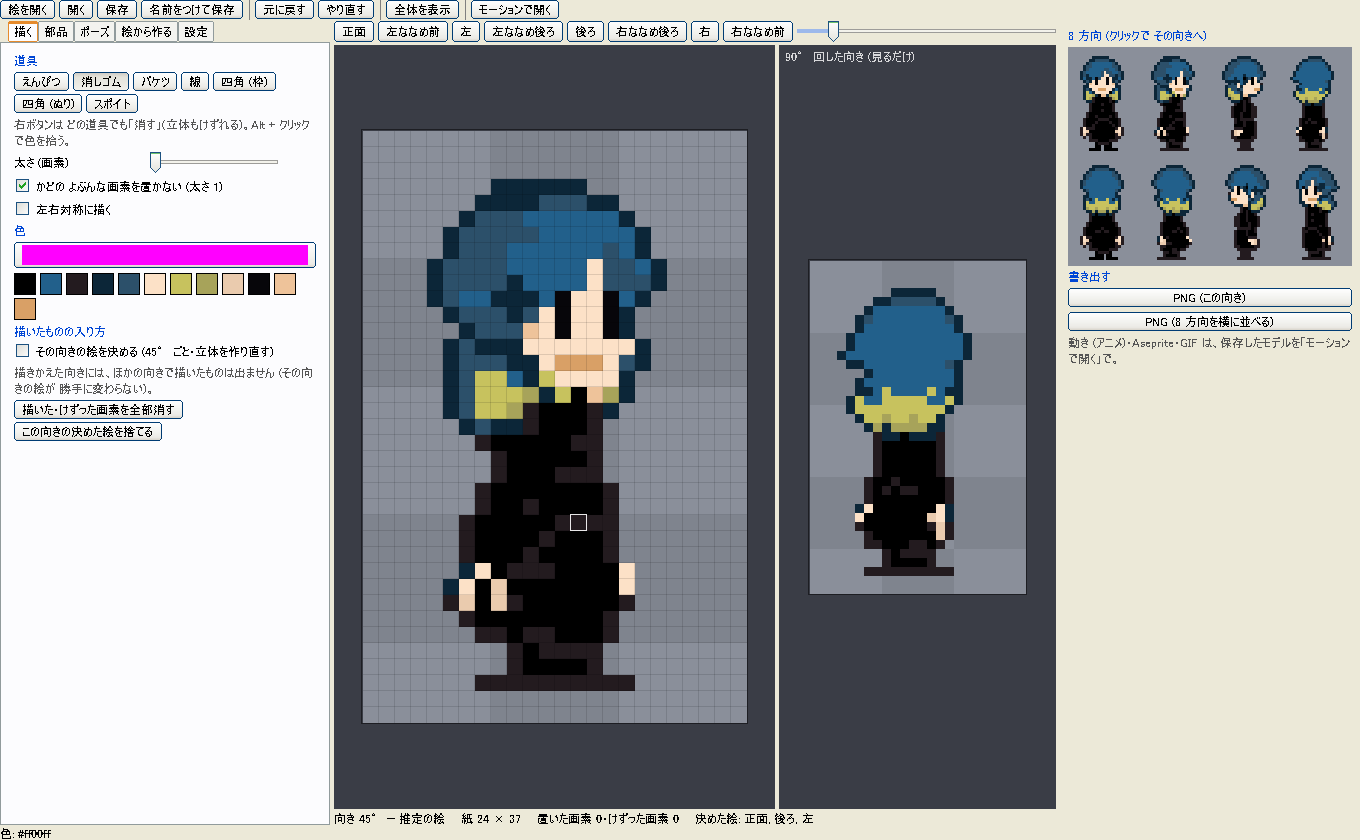 絵を開く 開く 保存 名前をつけて保存 元に戻す やり直す 全体を表示 モーションで開く
描く 部品 ポーズ 絵から作る 設定
正面 左ななめ前 左 左ななめ後ろ 後ろ 右ななめ後ろ 右 右ななめ前
道具
えんぴつ 消しゴム バケツ 線 四角 (枠)
四角 (ぬり) スポイト
右ボタンは どの道具でも「消す」(立体もけずれる)。Alt + クリック
で色を拾う。
太さ (画素)
かどの よぶんな画素を置かない (太さ 1)
左右対称に描く
色
描いたものの入り方
その向きの絵を決める (45° ごと・立体を作り直す)
描きかえた向きには、ほかの向きで描いたものは出ません (その向
きの絵が 勝手に変わらない)。
描いた・けずった画素を全部消す
この向きの決めた絵を捨てる
90° 回した向き (見るだけ)
8 方向 (クリックで その向きへ)
書き出す
PNG (この向き)
PNG (8 方向を横に並べる)
動き (アニメ)・Aseprite・GIF は、保存したモデルを「モーション
で開く」で。
向き 45° — 推定の絵 紙 24 × 37 置いた画素 0・けずった画素 0 決めた絵: 正面, 後ろ, 左
色: #ff00ff